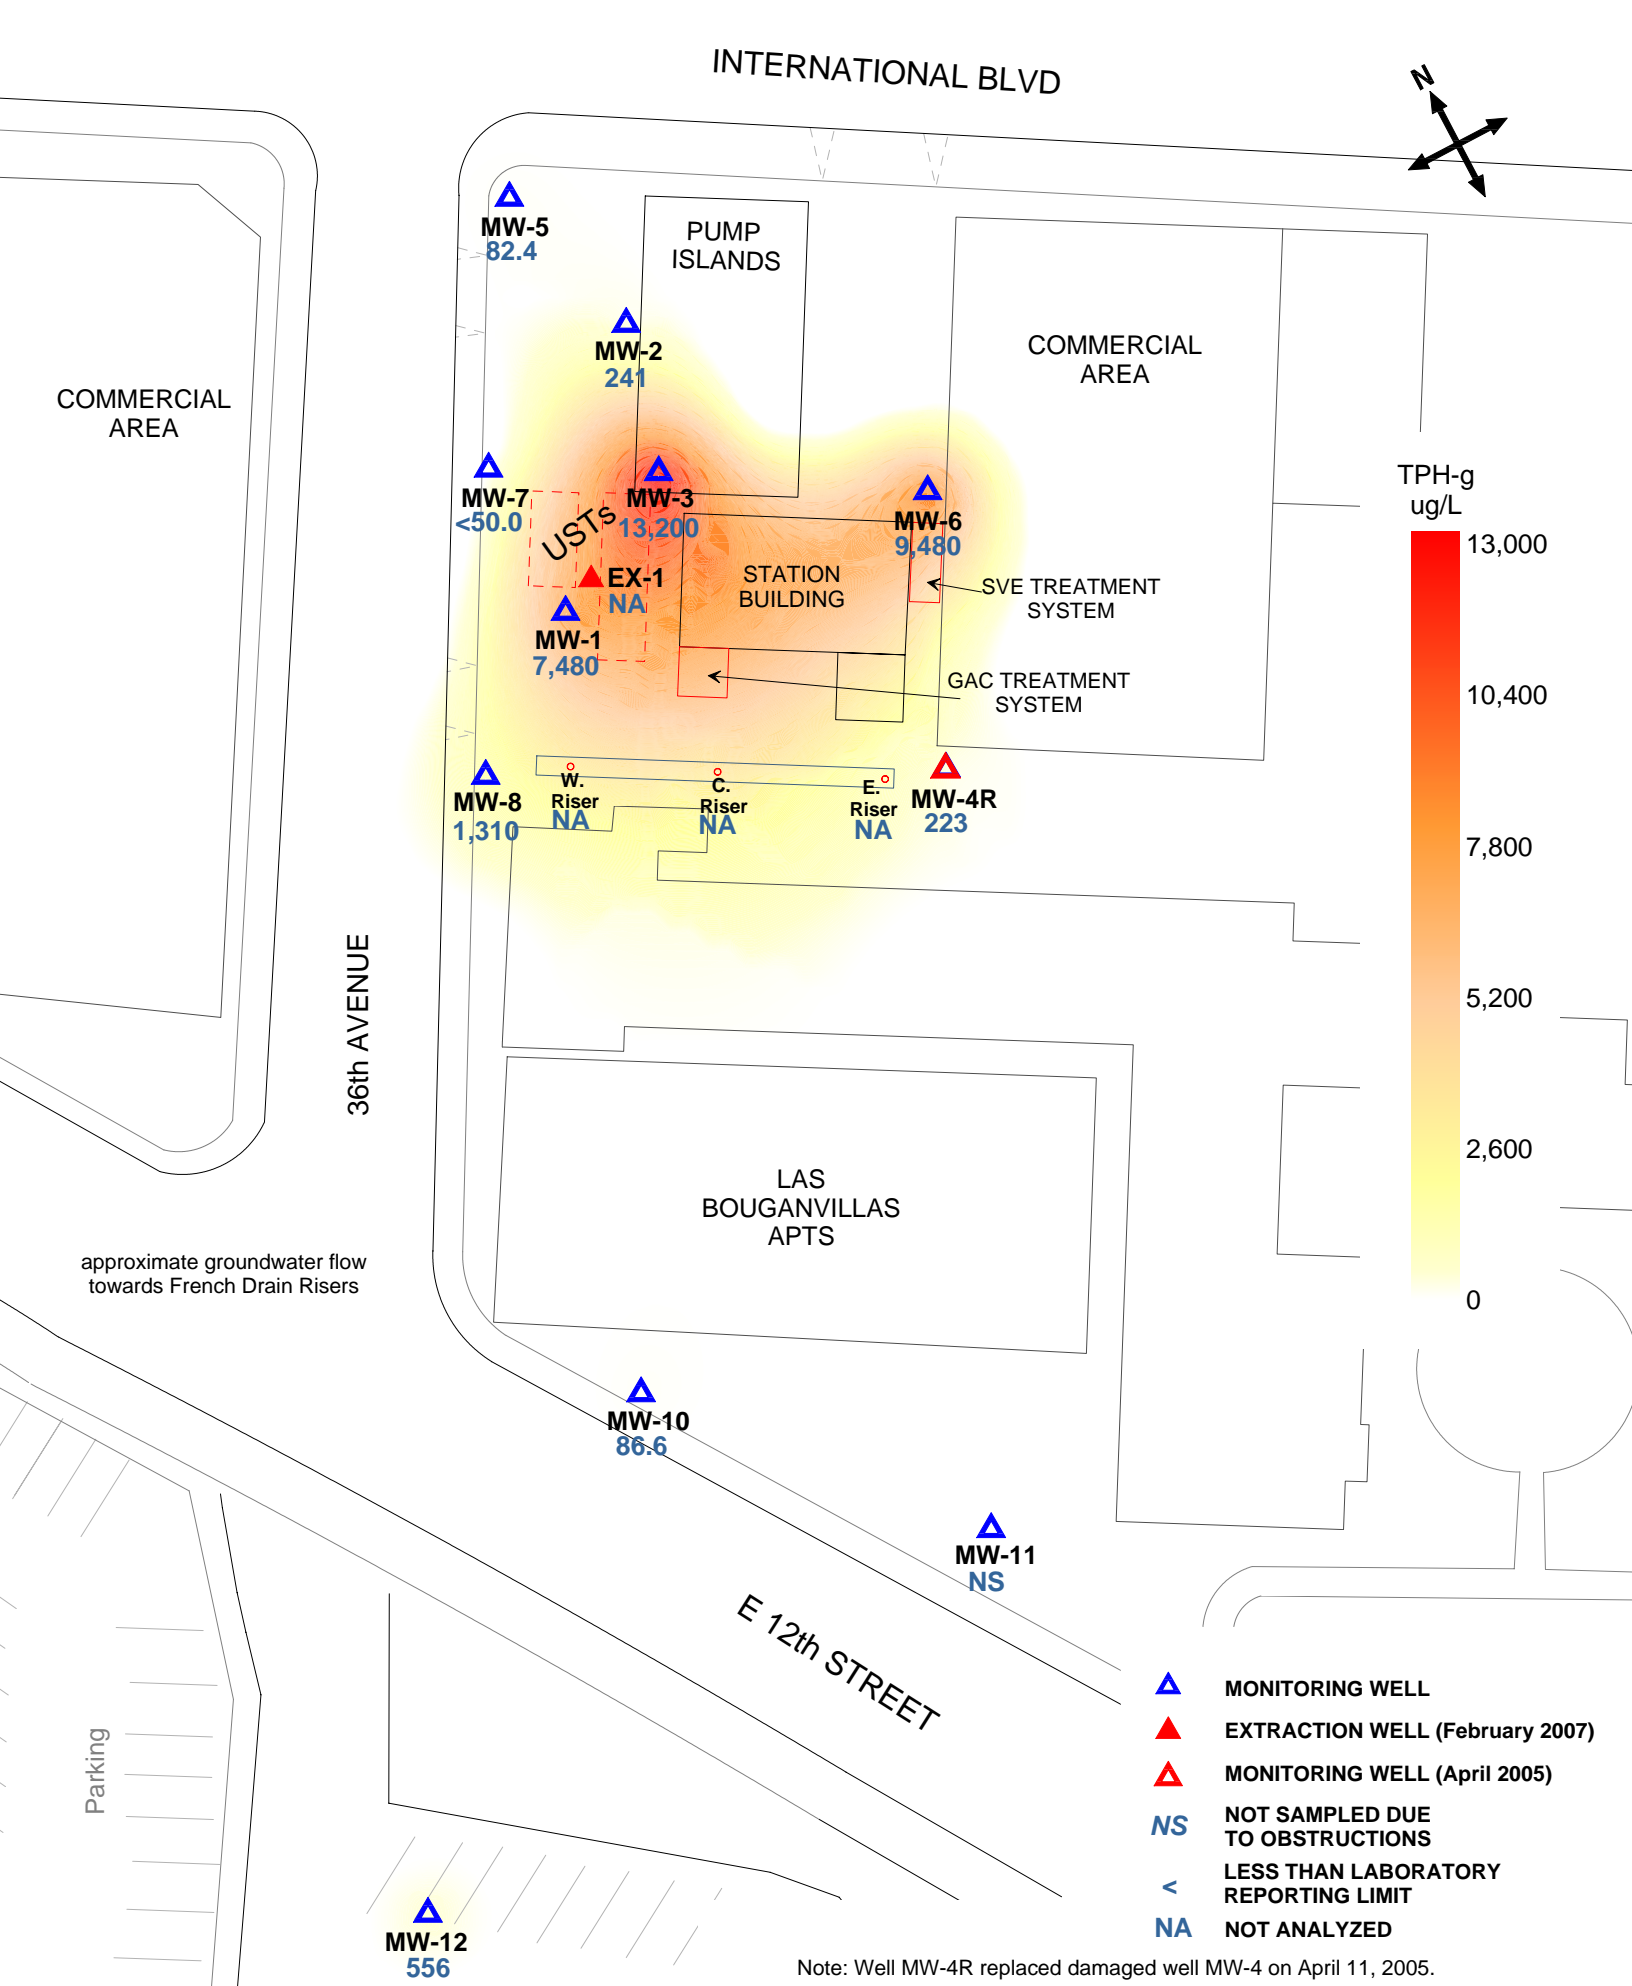 INTERNATIONAL BLVD
N
MW-5
82.4
PUMP
ISLANDS
MW-2
241
COMMERCIAL
AREA
COMMERCIAL
AREA
MW-7
<50.0
USTs
MW-3
13,200
MW-6
9,480
EX-1
NA
STATION
BUILDING
SVE TREATMENT
SYSTEM
MW-1
7,480
GAC TREATMENT
SYSTEM
MW-8
1,310
W.
Riser
NA
C.
Riser
NA
E.
Riser
NA
MW-4R
223
TPH-g
ug/L
13,000
10,400
7,800
5,200
2,600
0
36th AVENUE
LAS
BOUGANVILLAS
APTS
approximate groundwater flow
towards French Drain Risers
MW-10
86.6
MW-11
NS
E 12th STREET
Parking
MW-12
556
MONITORING WELL
EXTRACTION WELL (February 2007)
MONITORING WELL (April 2005)
NS NOT SAMPLED DUE
TO OBSTRUCTIONS
< LESS THAN LABORATORY
REPORTING LIMIT
NA NOT ANALYZED
Note: Well MW-4R replaced damaged well MW-4 on April 11, 2005.